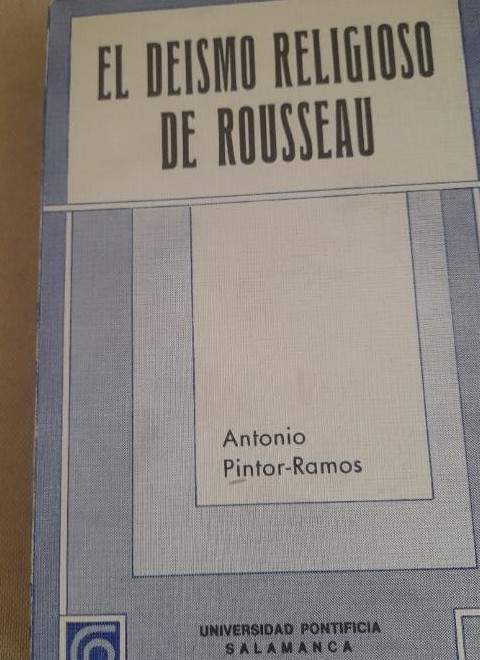 EL DEISMO RELIGIOSO
DE ROUSSEAU
Antonio
Pintor-Ramos
UNIVERSIDAD PONTIFICIA
SALAMANCA